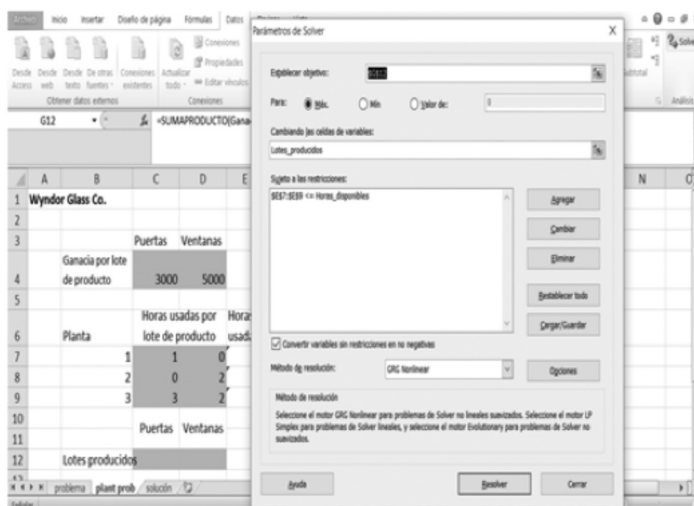 Archivo Inicio Insertar Diseño de página Fórmulas Datos
Desde Access Desde web Desde texto De otras fuentes Conexiones existentes
Obtener datos externos
Actualizar todo
Conexiones
Propiedades
Editar vínculos
Conexiones
Solver
Subtotal
Análisis
G12 fx =SUMAPRODUCTO(Gana
A B C D E N O
1 Wyndor Glass Co.
2
3 Puertas Ventanas
Ganacia por lote
4 de producto 3000 5000
5
Horas usadas por Horas
6 Planta lote de producto usad
7 1 1 0
8 2 0 2
9 3 3 2
10
11 Puertas Ventanas
12 Lotes producidos
problema plant prob solución
Parámetros de Solver X
Establecer objetivo:
Para: Máx. Mín Valor de: 0
Cambiando las celdas de variables:
Lotes_producidos
Sujeto a las restricciones:
$E$7:$E$9 <= Horas_disponibles
Agregar
Cambiar
Eliminar
Restablecer todo
Cargar/Guardar
Convertir variables sin restricciones en no negativas
Método de resolución: GRG Nonlinear Opciones
Método de resolución
Seleccione el motor GRG Nonlinear para problemas de Solver no lineales suavizados. Seleccione el motor LP
Simplex para problemas de Solver lineales, y seleccione el motor Evolutionary para problemas de Solver no
suavizados.
Ayuda Resolver Cerrar